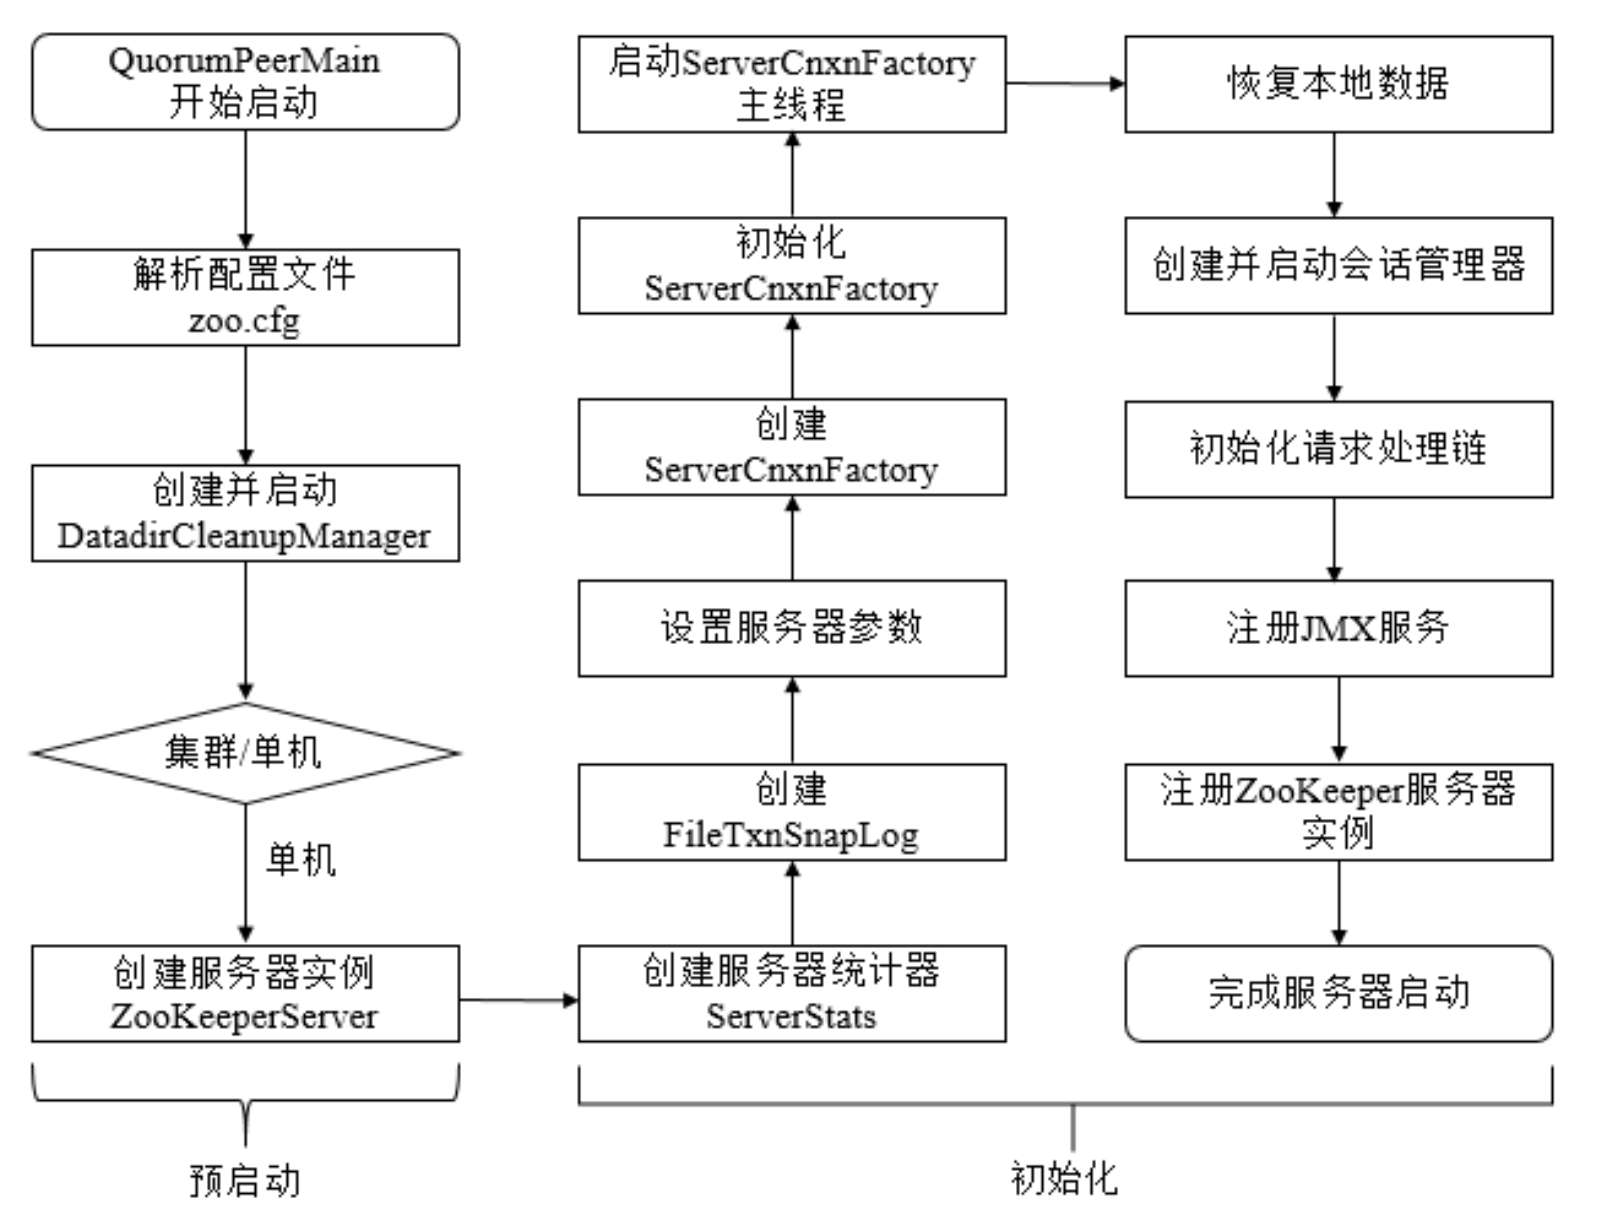 QuorumPeerMain
开始启动
解析配置文件
zoo.cfg
创建并启动
DatadirCleanupManager
集群/单机
单机
创建服务器实例
ZooKeeperServer
预启动
创建服务器统计器
ServerStats
创建
FileTxnSnapLog
设置服务器参数
创建
ServerCnxnFactory
初始化
ServerCnxnFactory
启动ServerCnxnFactory
主线程
恢复本地数据
创建并启动会话管理器
初始化请求处理链
注册JMX服务
注册ZooKeeper服务器
实例
完成服务器启动
初始化